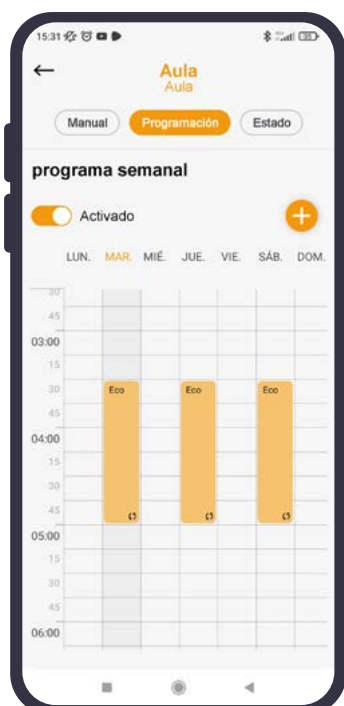 15:31
Aula
Aula
Manual Programación Estado
programa semanal
Activado
LUN. MAR. MIÉ. JUE. VIE. SÁB. DOM.
30
45
03:00
15
30
Eco Eco Eco
45
04:00
15
30
45
05:00
15
30
45
06:00